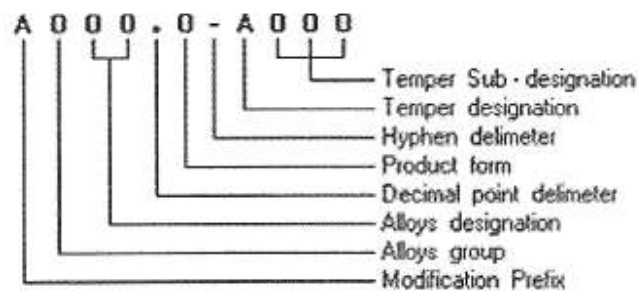 A 0 0 0 . 0 - A 0 0 0
Temper Sub - designation
Temper designation
Hyphen delimeter
Product form
Decimal point delimeter
Alloys designation
Alloys group
Modification Prefix